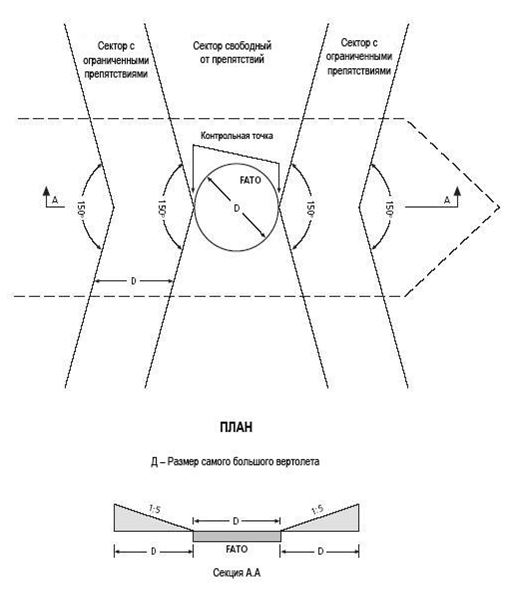 Сектор с
ограниченными
препятствиями
Сектор свободный
от препятствий
Сектор с
ограниченными
препятствиями
Контрольная точка
FATO
A
150°
150°
D
150°
150°
A
D
ПЛАН
Д – Размер самого большого вертолета
1:5
D
1:5
D
FATO
D
Секция А.А